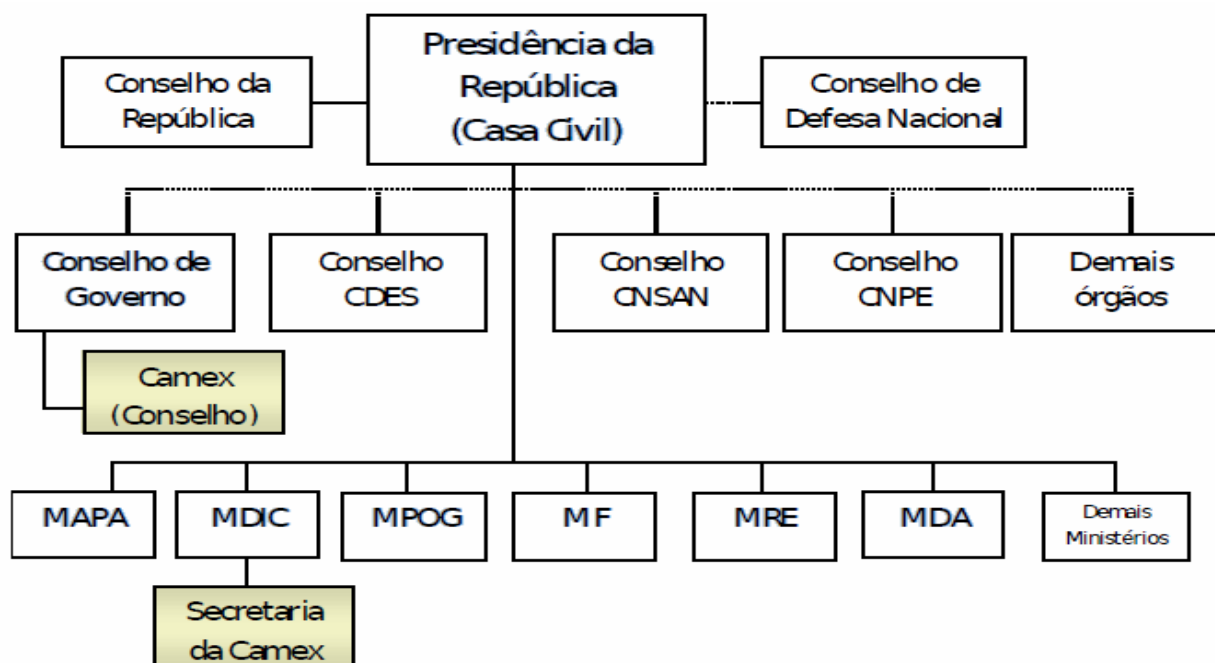 Presidência da
República
(Casa Civil)
Conselho da
República
Conselho de
Defesa Nacional
Conselho de
Governo
Conselho
CDES
Conselho
CNSAN
Conselho
CNPE
Demais
órgãos
Camex
(Conselho)
MAPA
MDIC
MPOG
MF
MRE
MDA
Demais
Ministérios
Secretaria
da Camex